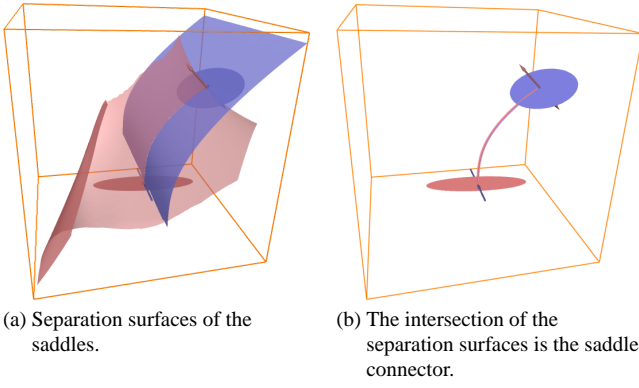 (a) Separation surfaces of the
saddles.
(b) The intersection of the
separation surfaces is the saddle
connector.